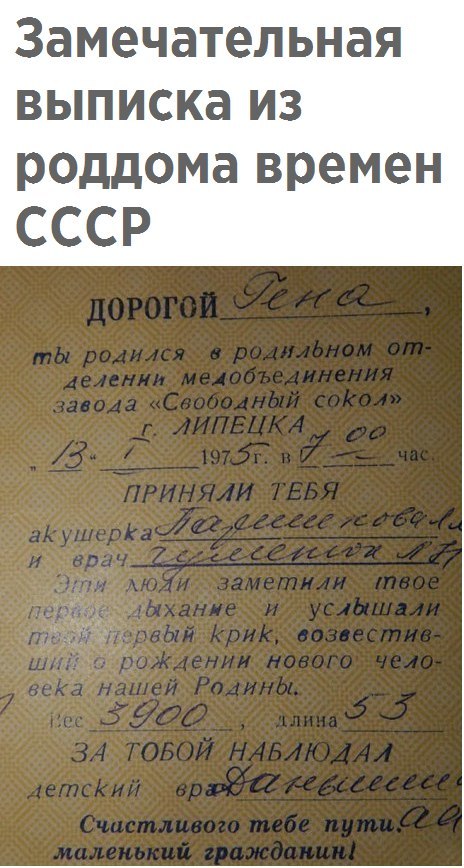 Замечательная
выписка из
роддома времен
СССР
ДОРОГОЙ Гена,
ты родился в родильном от-
делении медобъединения
завода «Свободный сокол»
г. ЛИПЕЦКА
„ 13 " I 1975 г. в 7 00 час.
ПРИНЯЛИ ТЕБЯ
акушерка
и врач
Эти люди заметили твое
первое дыхание и услышали
твой первый крик, возвестив-
ший о рождении нового чело-
века нашей Родины.
Вес 3900, длина 53
ЗА ТОБОЙ НАБЛЮДАЛ
детский врач
Счастливого тебе пути,
маленький гражданин!